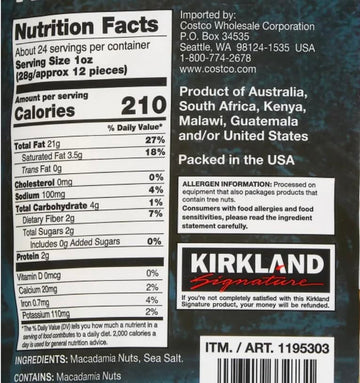 Nutrition Facts
About 24 servings per container
Serving Size 1oz
(28g/approx 12 pieces)
Amount per serving
Calories 210
% Daily Value*
Total Fat 21g 27%
Saturated Fat 3.5g 18%
Trans Fat 0g
Cholesterol 0mg 0%
Sodium 100mg 4%
Total Carbohydrate 4g 1%
Dietary Fiber 2g 7%
Total Sugars 2g
Includes 0g Added Sugars 0%
Protein 2g
Vitamin D 0mcg 0%
Calcium 20mg 2%
Iron 0.7mg 4%
Potassium 110mg 2%
*The % Daily Value (DV) tells you how much a nutrient in a
serving of food contributes to a daily diet. 2,000 calories a
day is used for general nutrition advice.
INGREDIENTS: Macadamia Nuts, Sea Salt.
CONTAINS: Macadamia Nuts
Imported by:
Costco Wholesale Corporation
P.O. Box 34535
Seattle, WA 98124-1535 USA
1-800-774-2678
www.costco.com
Product of Australia,
South Africa, Kenya,
Malawi, Guatemala
and/or United States
Packed in the USA
ALLERGEN INFORMATION: Processed on
equipment that also packages products that
contain tree nuts.
Consumers with food allergies and food
sensitivities, please read the ingredient
statement carefully.
KIRKLAND
Signature
If you're not completely satisfied with this Kirkland
Signature product, your money will be refunded.
ITM. / ART. 1195303